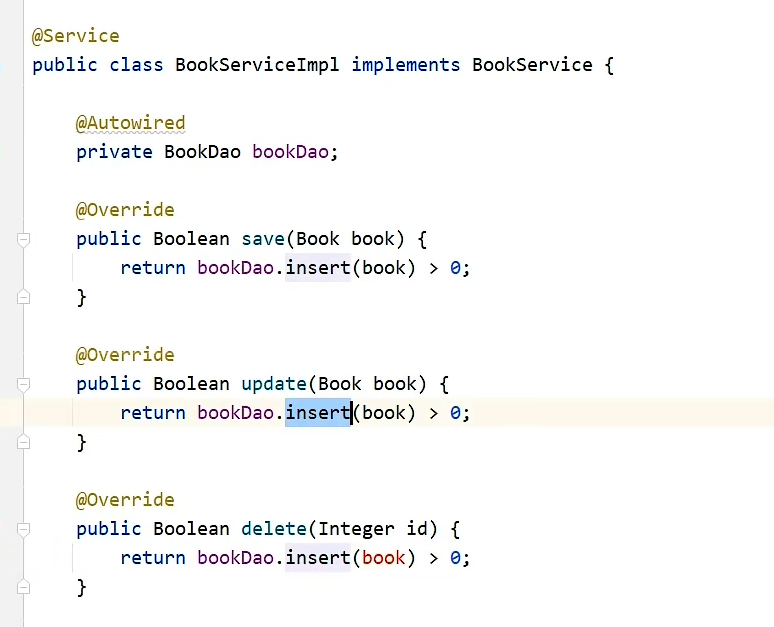 @Service
public class BookServiceImpl implements BookService {
@Autowired
private BookDao bookDao;
@Override
public Boolean save(Book book) {
return bookDao.insert(book) > 0;
}
@Override
public Boolean update(Book book) {
return bookDao.insert(book) > 0;
}
@Override
public Boolean delete(Integer id) {
return bookDao.insert(book) > 0;
}